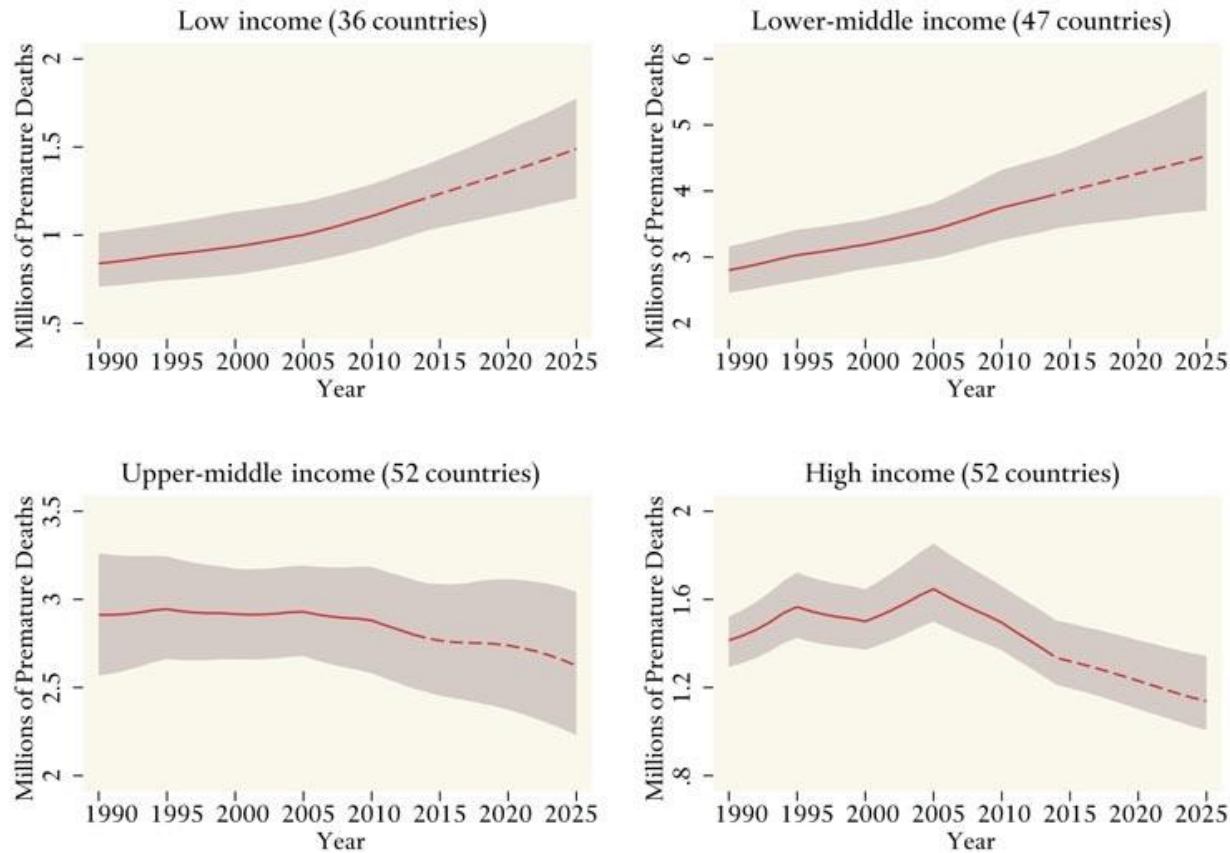 Low income (36 countries)
Millions of Premature Deaths
2
1.5
1
.5
1990 1995 2000 2005 2010 2015 2020 2025
Year
Lower-middle income (47 countries)
Millions of Premature Deaths
6
5
4
3
2
1990 1995 2000 2005 2010 2015 2020 2025
Year
Upper-middle income (52 countries)
Millions of Premature Deaths
3.5
3
2.5
2
1990 1995 2000 2005 2010 2015 2020 2025
Year
High income (52 countries)
Millions of Premature Deaths
2
1.6
1.2
.8
1990 1995 2000 2005 2010 2015 2020 2025
Year